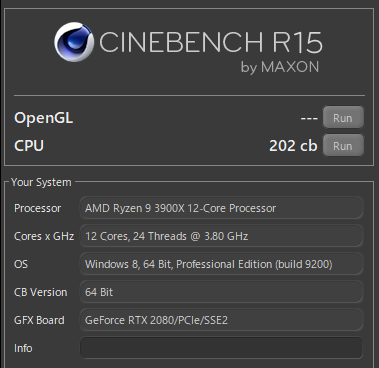 CINEBENCH R15
by MAXON
OpenGL --- Run
CPU 202 cb Run
Your System
Processor AMD Ryzen 9 3900X 12-Core Processor
Cores x GHz 12 Cores, 24 Threads @ 3.80 GHz
OS Windows 8, 64 Bit, Professional Edition (build 9200)
CB Version 64 Bit
GFX Board GeForce RTX 2080/PCIe/SSE2
Info